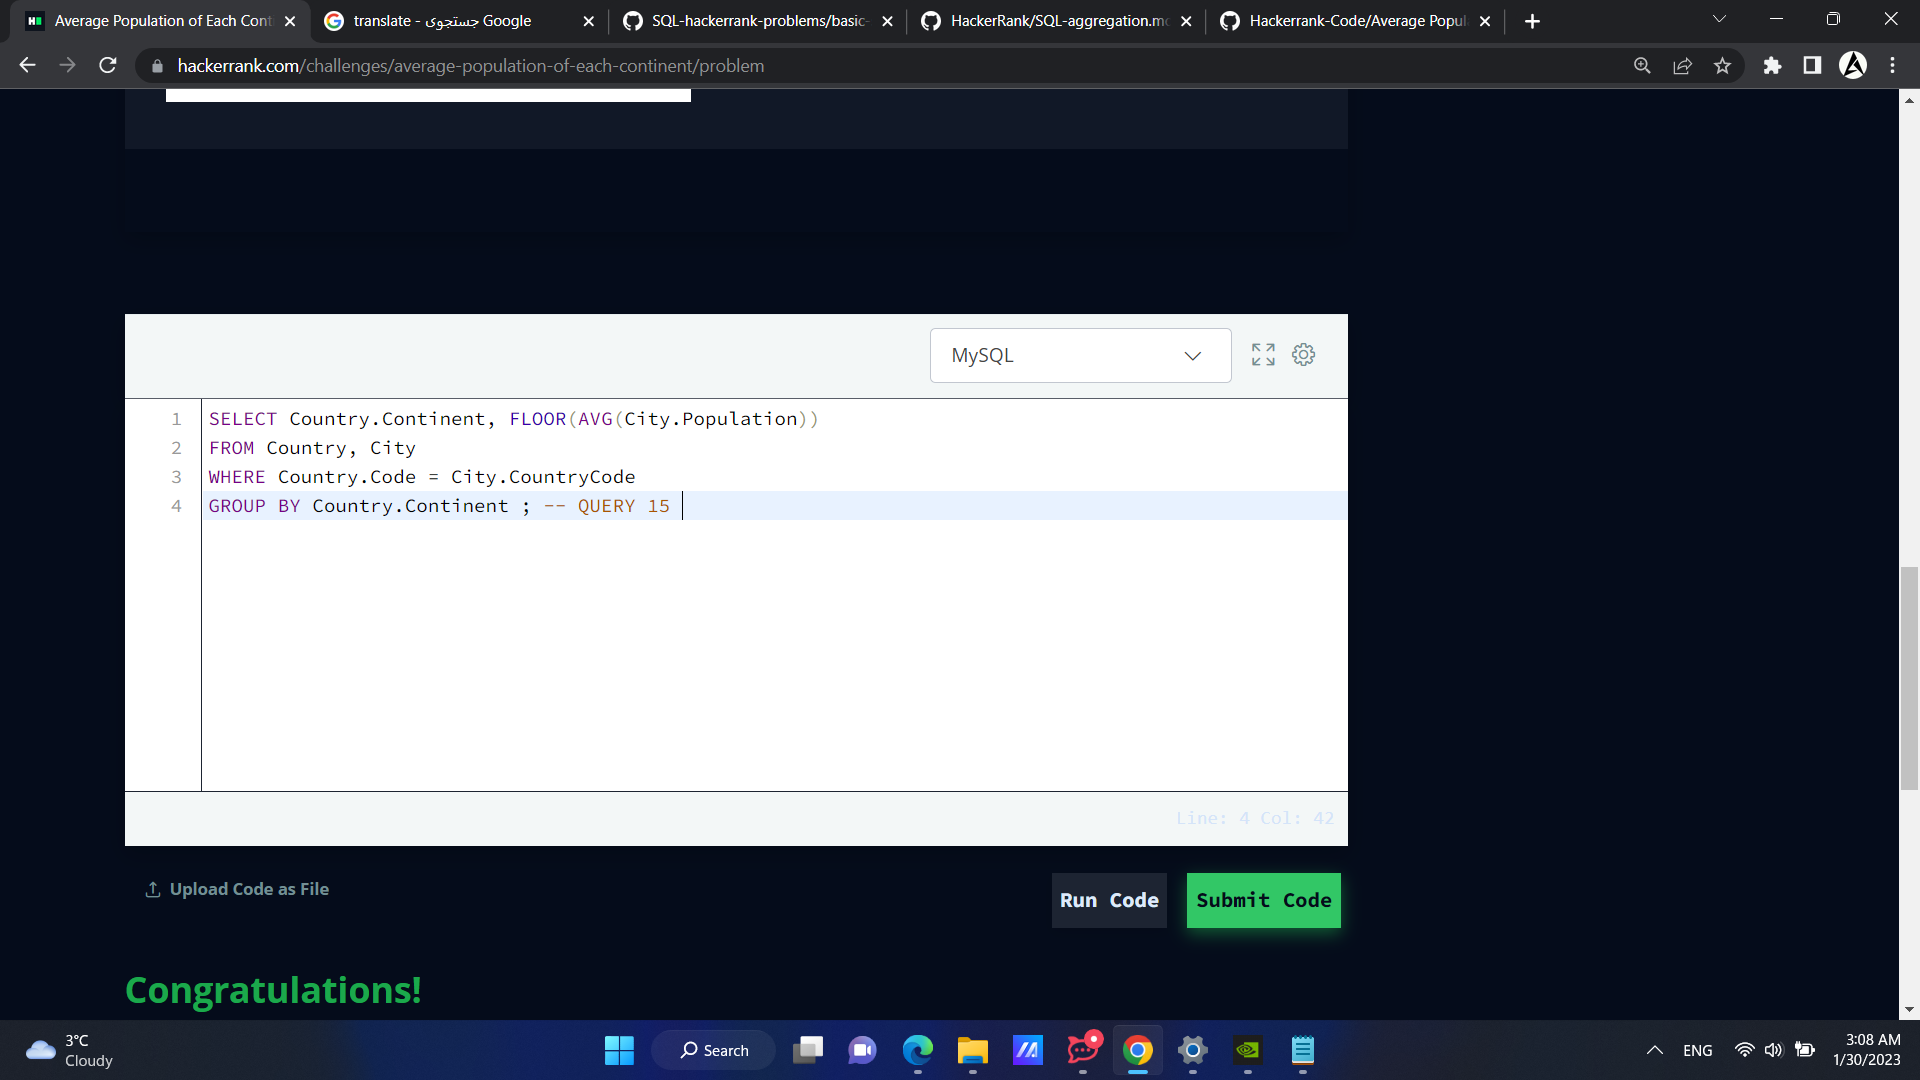 Average Population of Each Cont
translate - جستجوی Google
SQL-hackerrank-problems/basic-
HackerRank/SQL-aggregation.mc
Hackerrank-Code/Average Popul
hackerrank.com/challenges/average-population-of-each-continent/problem
MySQL
1 SELECT Country.Continent, FLOOR(AVG(City.Population))
2 FROM Country, City
3 WHERE Country.Code = City.CountryCode
4 GROUP BY Country.Continent ; -- QUERY 15
Line: 4 Col: 42
Upload Code as File
Run Code
Submit Code
Congratulations!
3°C
Cloudy
Search
ENG
3:08 AM
1/30/2023